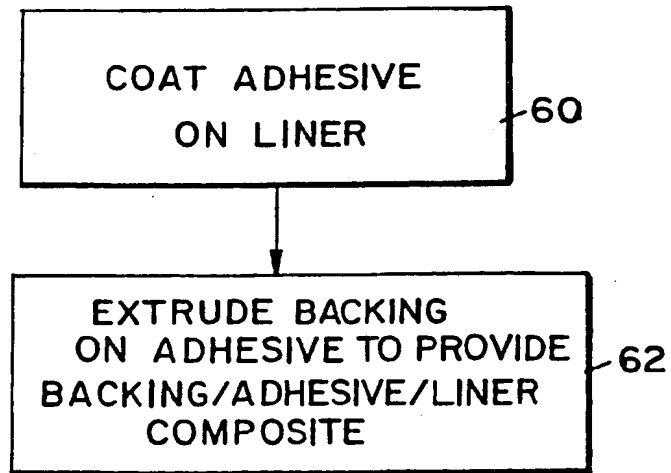 COAT ADHESIVE
ON LINER
60
EXTRUDE BACKING
ON ADHESIVE TO PROVIDE
BACKING/ADHESIVE/LINER
COMPOSITE
62